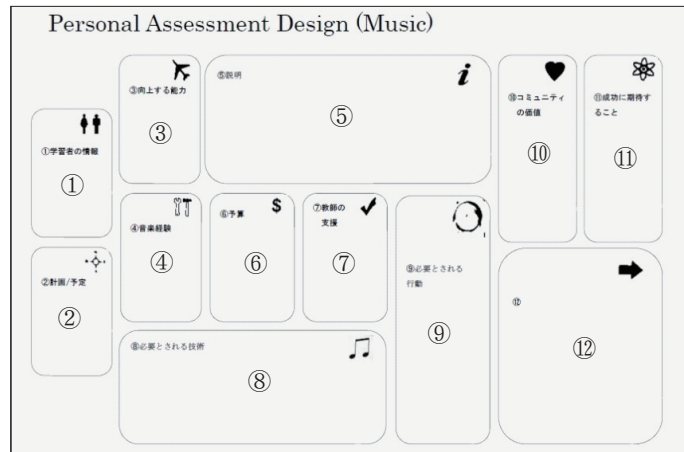 Personal Assessment Design (Music)
①学習者の情報
①
②計画/予定
②
③向上する能力
③
④音楽経験
④
⑤説明
i
⑤
⑥予算
$
⑥
⑦教師の
支援
⑦
⑧必要とされる技術
⑧
⑨必要とされる
行動
⑨
⑩コミュニティ
の価値
⑩
⑪成功に期待す
ること
⑪
⑫
⑫